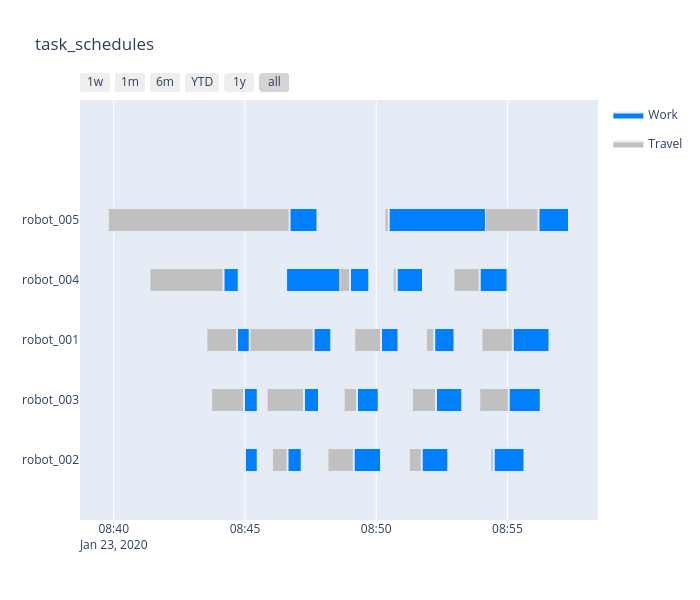 task_schedules
1w 1m 6m YTD 1y all
Work
Travel
robot_005
robot_004
robot_001
robot_003
robot_002
08:40 08:45 08:50 08:55
Jan 23, 2020